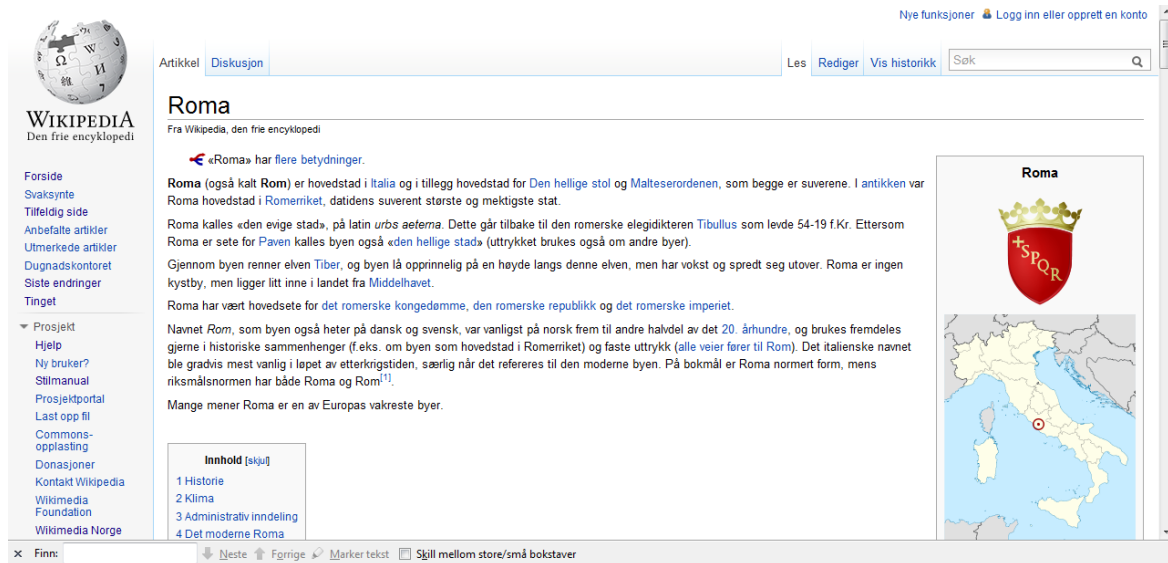 Nye funksjoner Logg inn eller opprett en konto
Artikkel Diskusjon Les Rediger Vis historikk Søk
WIKIPEDIA
Den frie encyklopedi
Forside
Svaksynte
Tilfeldig side
Anbefalte artikler
Utmerkede artikler
Dugnadskontoret
Siste endringer
Tinget
Prosjekt
Hjelp
Ny bruker?
Stilmanual
Prosjektportal
Last opp fil
Commons-
opplasting
Donasjoner
Kontakt Wikipedia
Wikimedia
Foundation
Wikimedia Norge
Roma
Fra Wikipedia, den frie encyklopedi
«Roma» har flere betydninger.
Roma (også kalt Rom) er hovedstad i Italia og i tillegg hovedstad for Den hellige stol og Malteserordenen, som begge er suverene. I antikken var
Roma hovedstad i Romerriket, datidens suverent største og mektigste stat.
Roma kalles «den evige stad», på latin urbs aeterna. Dette går tilbake til den romerske elegidikteren Tibullus som levde 54-19 f.Kr. Ettersom
Roma er sete for Paven kalles byen også «den hellige stad» (uttrykket brukes også om andre byer).
Gjennom byen renner elven Tiber, og byen lå opprinnelig på en høyde langs denne elven, men har vokst og spredt seg utover. Roma er ingen
kystby, men ligger litt inne i landet fra Middelhavet.
Roma har vært hovedsete for det romerske kongedømme, den romerske republikk og det romerske imperiet.
Navnet Rom, som byen også heter på dansk og svensk, var vanligst på norsk frem til andre halvdel av det 20. århundre, og brukes fremdeles
gjerne i historiske sammenhenger (f.eks. om byen som hovedstad i Romerriket) og faste uttrykk (alle veier fører til Rom). Det italienske navnet
ble gradvis mest vanlig i løpet av etterkrigstiden, særlig når det refereres til den moderne byen. På bokmål er Roma normert form, mens
riksmålsnormen har både Roma og Rom[1].
Mange mener Roma er en av Europas vakreste byer.
Innhold [skjul]
1 Historie
2 Klima
3 Administrativ inndeling
4 Det moderne Roma
Roma
SPQR
Finn: Neste Forrige Marker tekst Skill mellom store/små bokstaver